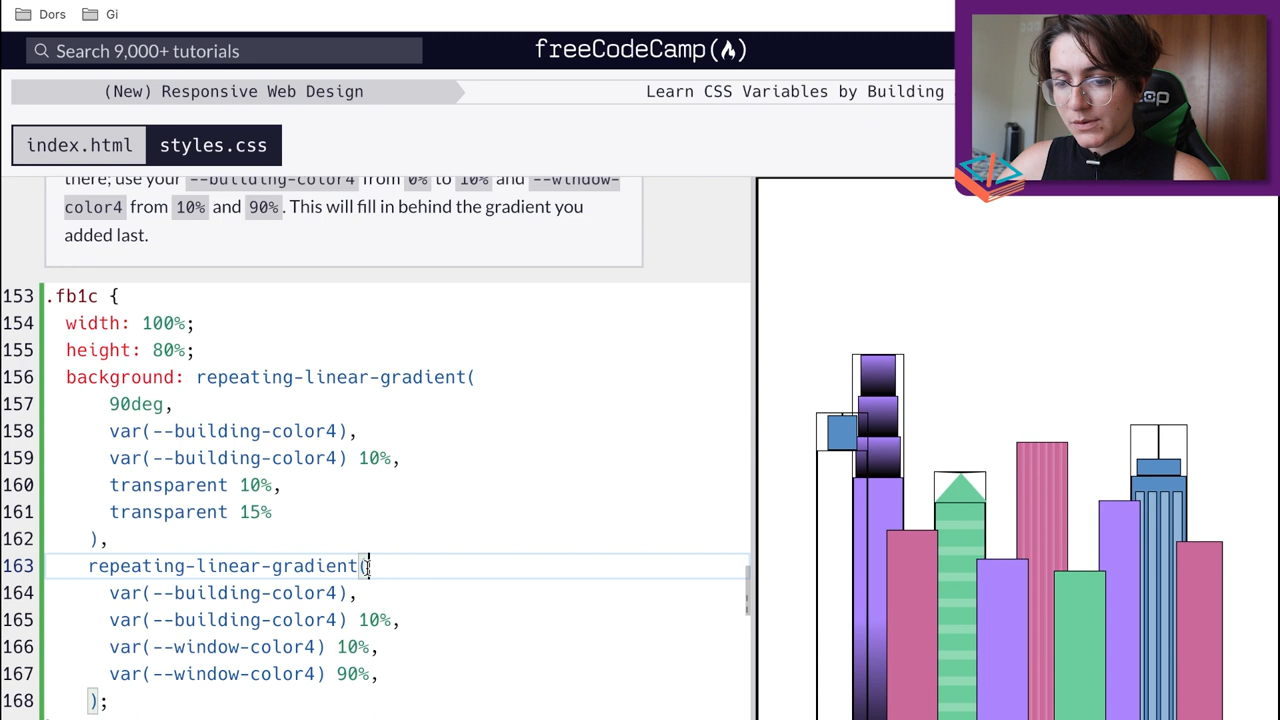 Dors Gi
Search 9,000+ tutorials
freeCodeCamp
(New) Responsive Web Design
Learn CSS Variables by Building
index.html
styles.css
there; use your --building-color4 from 0% to 10% and --window-
color4 from 10% and 90%. This will fill in behind the gradient you
added last.
153 .fb1c {
154 width: 100%;
155 height: 80%;
156 background: repeating-linear-gradient(
157 90deg,
158 var(--building-color4),
159 var(--building-color4) 10%,
160 transparent 10%,
161 transparent 15%
162 ),
163 repeating-linear-gradient(
164 var(--building-color4),
165 var(--building-color4) 10%,
166 var(--window-color4) 10%,
167 var(--window-color4) 90%,
168 );